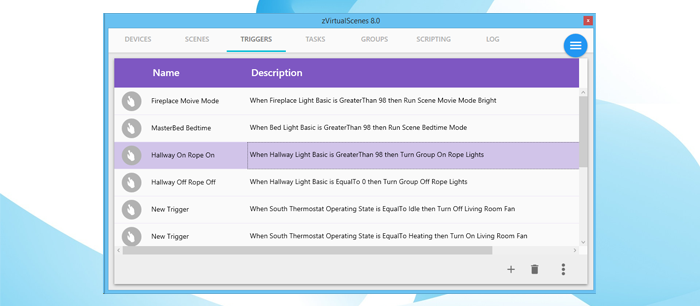 zVirtualScenes 8.0
x
DEVICES SCENES TRIGGERS TASKS GROUPS SCRIPTING LOG
Name Description
Fireplace Moive Mode When Fireplace Light Basic is GreaterThan 98 then Run Scene Movie Mode Bright
MasterBed Bedtime When Bed Light Basic is GreaterThan 98 then Run Scene Bedtime Mode
Hallway On Rope On When Hallway Light Basic is GreaterThan 98 then Turn Group On Rope Lights
Hallway Off Rope Off When Hallway Light Basic is EqualTo 0 then Turn Group Off Rope Lights
New Trigger When South Thermostat Operating State is EqualTo Idle then Turn Off Living Room Fan
New Trigger When South Thermostat Operating State is EqualTo Heating then Turn On Living Room Fan